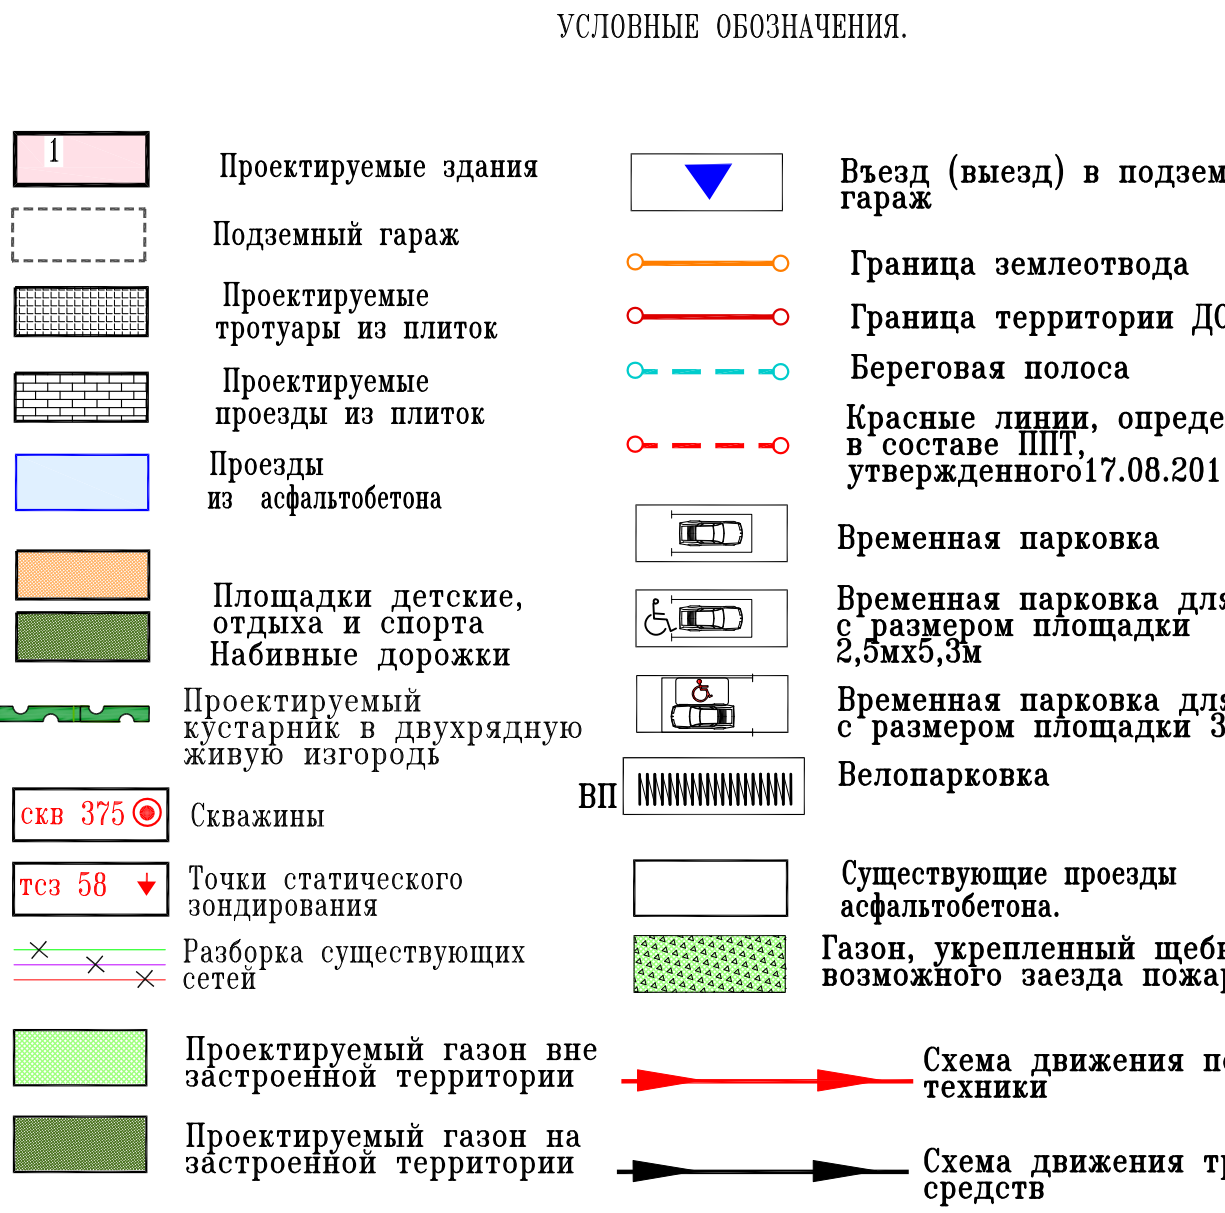 УСЛОВНЫЕ ОБОЗНАЧЕНИЯ.
1
Проектируемые здания
Подземный гараж
Проектируемые
тротуары из плиток
Проектируемые
проезды из плиток
Проезды
из асфальтобетона
Площадки детские,
отдыха и спорта
Набивные дорожки
Проектируемый
кустарник в двухрядную
живую изгородь
скв 375
Скважины
тсз 58
Точки статического
зондирования
Разборка существующих
сетей
Проектируемый газон вне
застроенной территории
Проектируемый газон на
застроенной территории
Въезд (выезд) в подзем
гараж
Граница землеотвода
Граница территории
Береговая полоса
Красные линии, опреде
в составе ППТ,
утвержденного17.08.201
Временная парковка
Временная парковка для
с размером площадки
2,5мх5,3м
Временная парковка для
с размером площадки 3
ВП
Велопарковка
Существующие проезды
асфальтобетона.
Газон, укрепленный щебн
возможного заезда пожар
Схема движения по
техники
Схема движения тр
средств